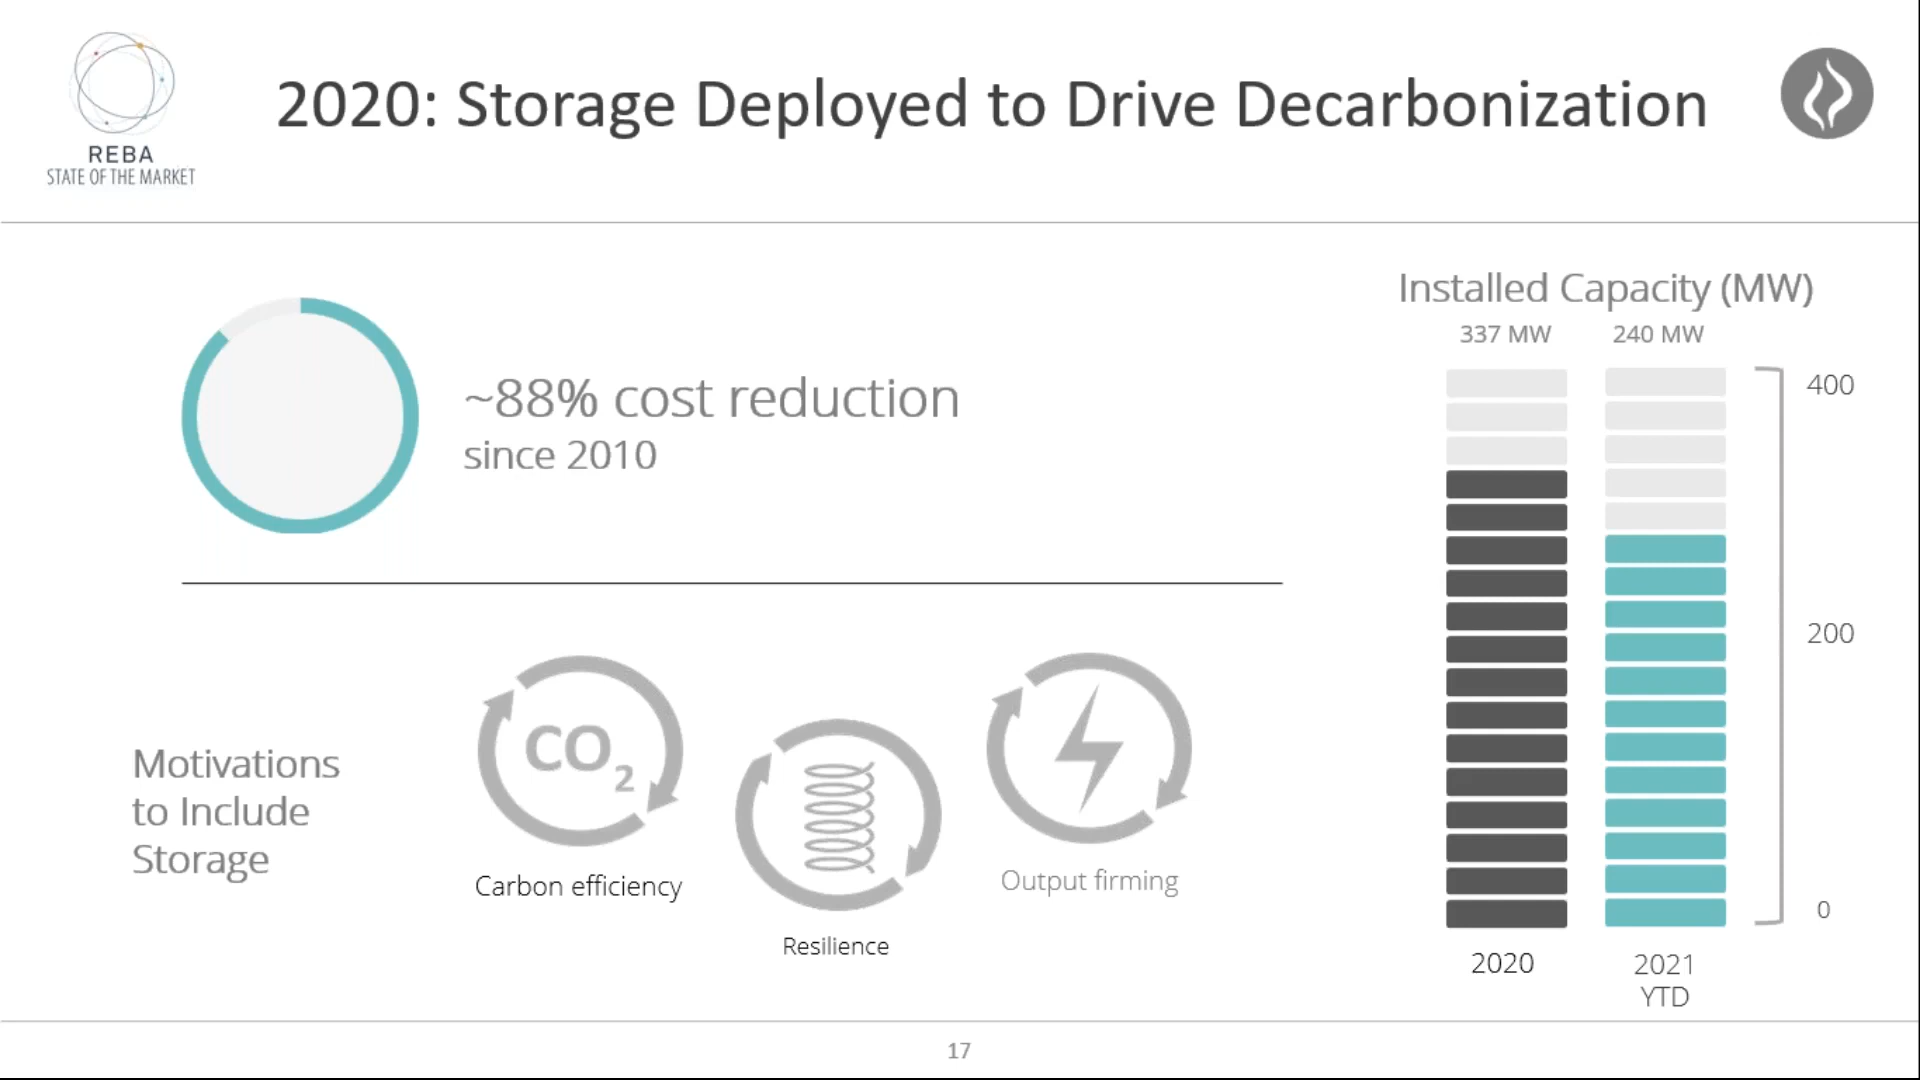 REBA
STATE OF THE MARKET
2020: Storage Deployed to Drive Decarbonization
~88% cost reduction
since 2010
Motivations
to Include
Storage
CO2
Carbon efficiency
Resilience
Output firming
Installed Capacity (MW)
337 MW 240 MW
400
200
0
2020
2021
YTD
17